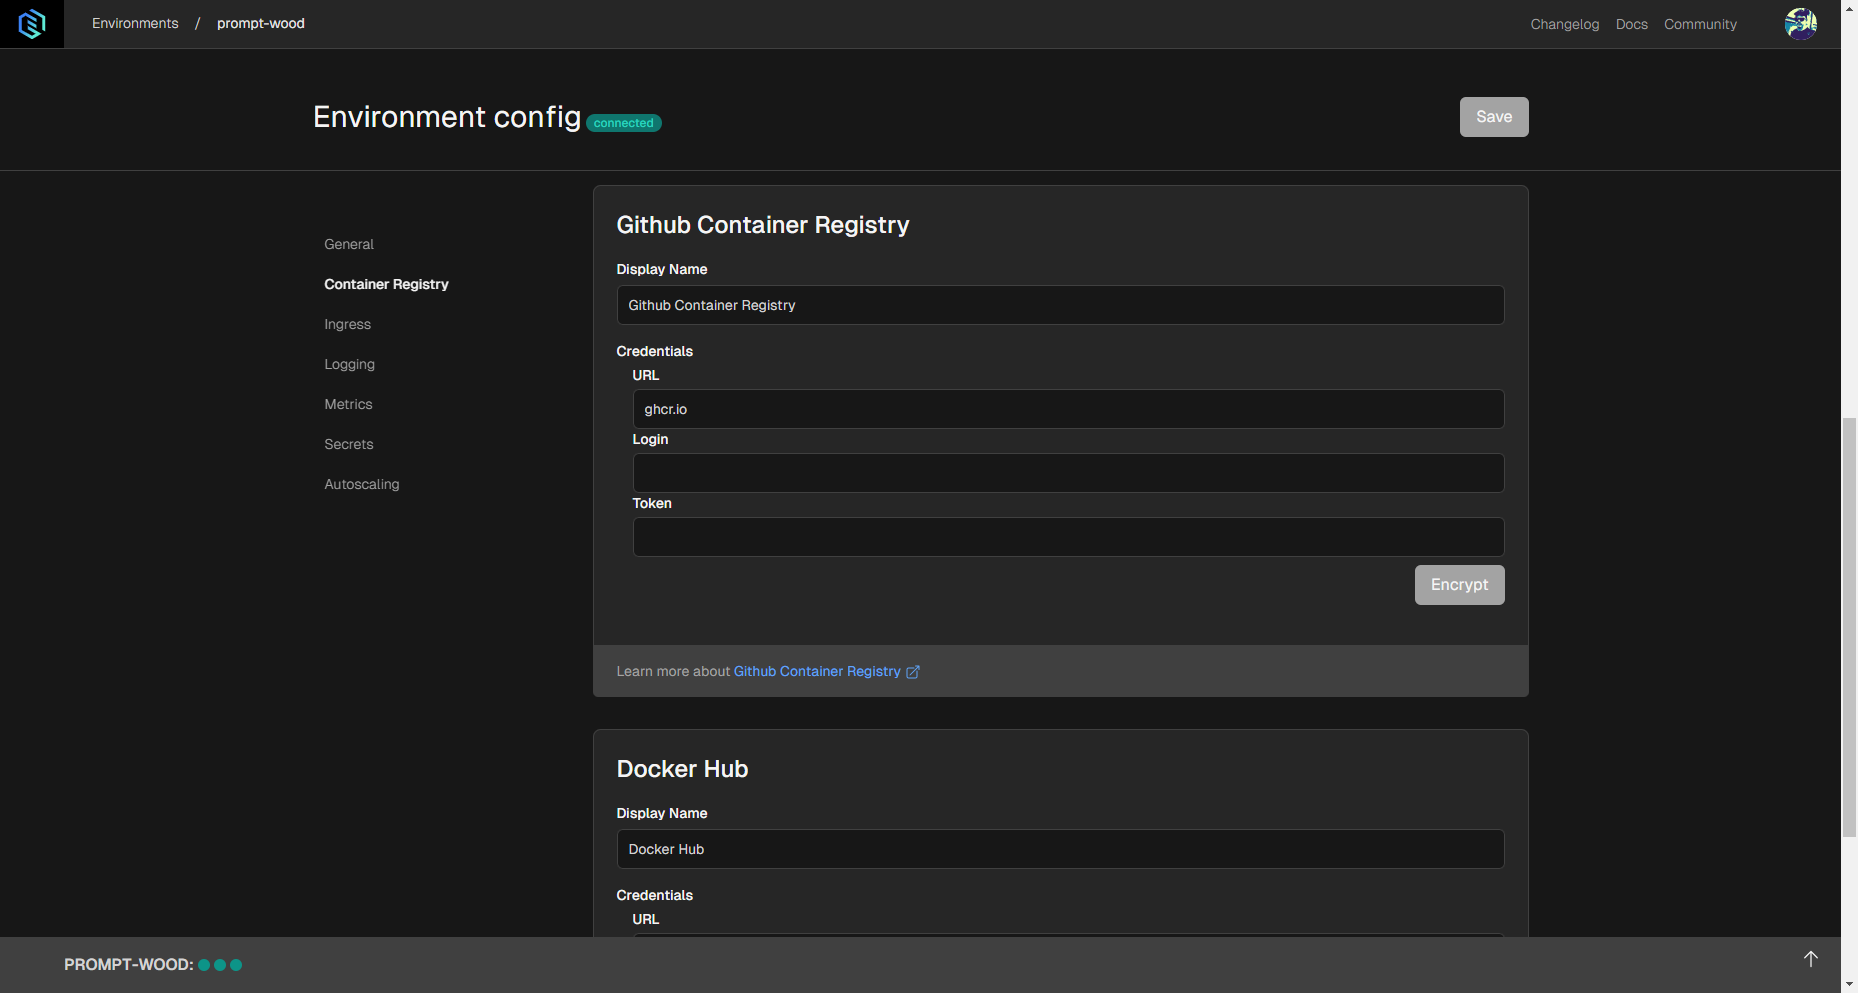 Environments / prompt-wood
Changelog Docs Community
Environment config connected
Save
General
Container Registry
Ingress
Logging
Metrics
Secrets
Autoscaling
Github Container Registry
Display Name
Github Container Registry
Credentials
URL
ghcr.io
Login
Token
Encrypt
Learn more about Github Container Registry
Docker Hub
Display Name
Docker Hub
Credentials
URL
PROMPT-WOOD: